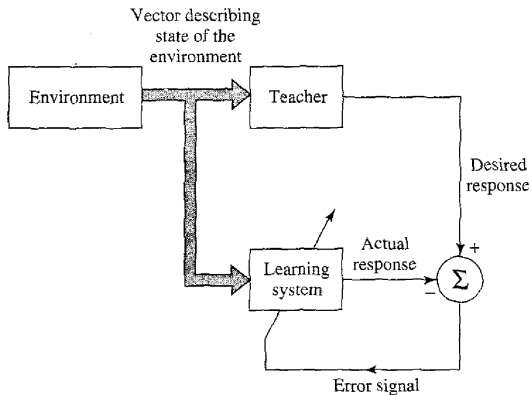 Vector describing
state of the
environment
Environment
Teacher
Desired
response
+
Learning
system
Actual
response
−
Σ
Error signal